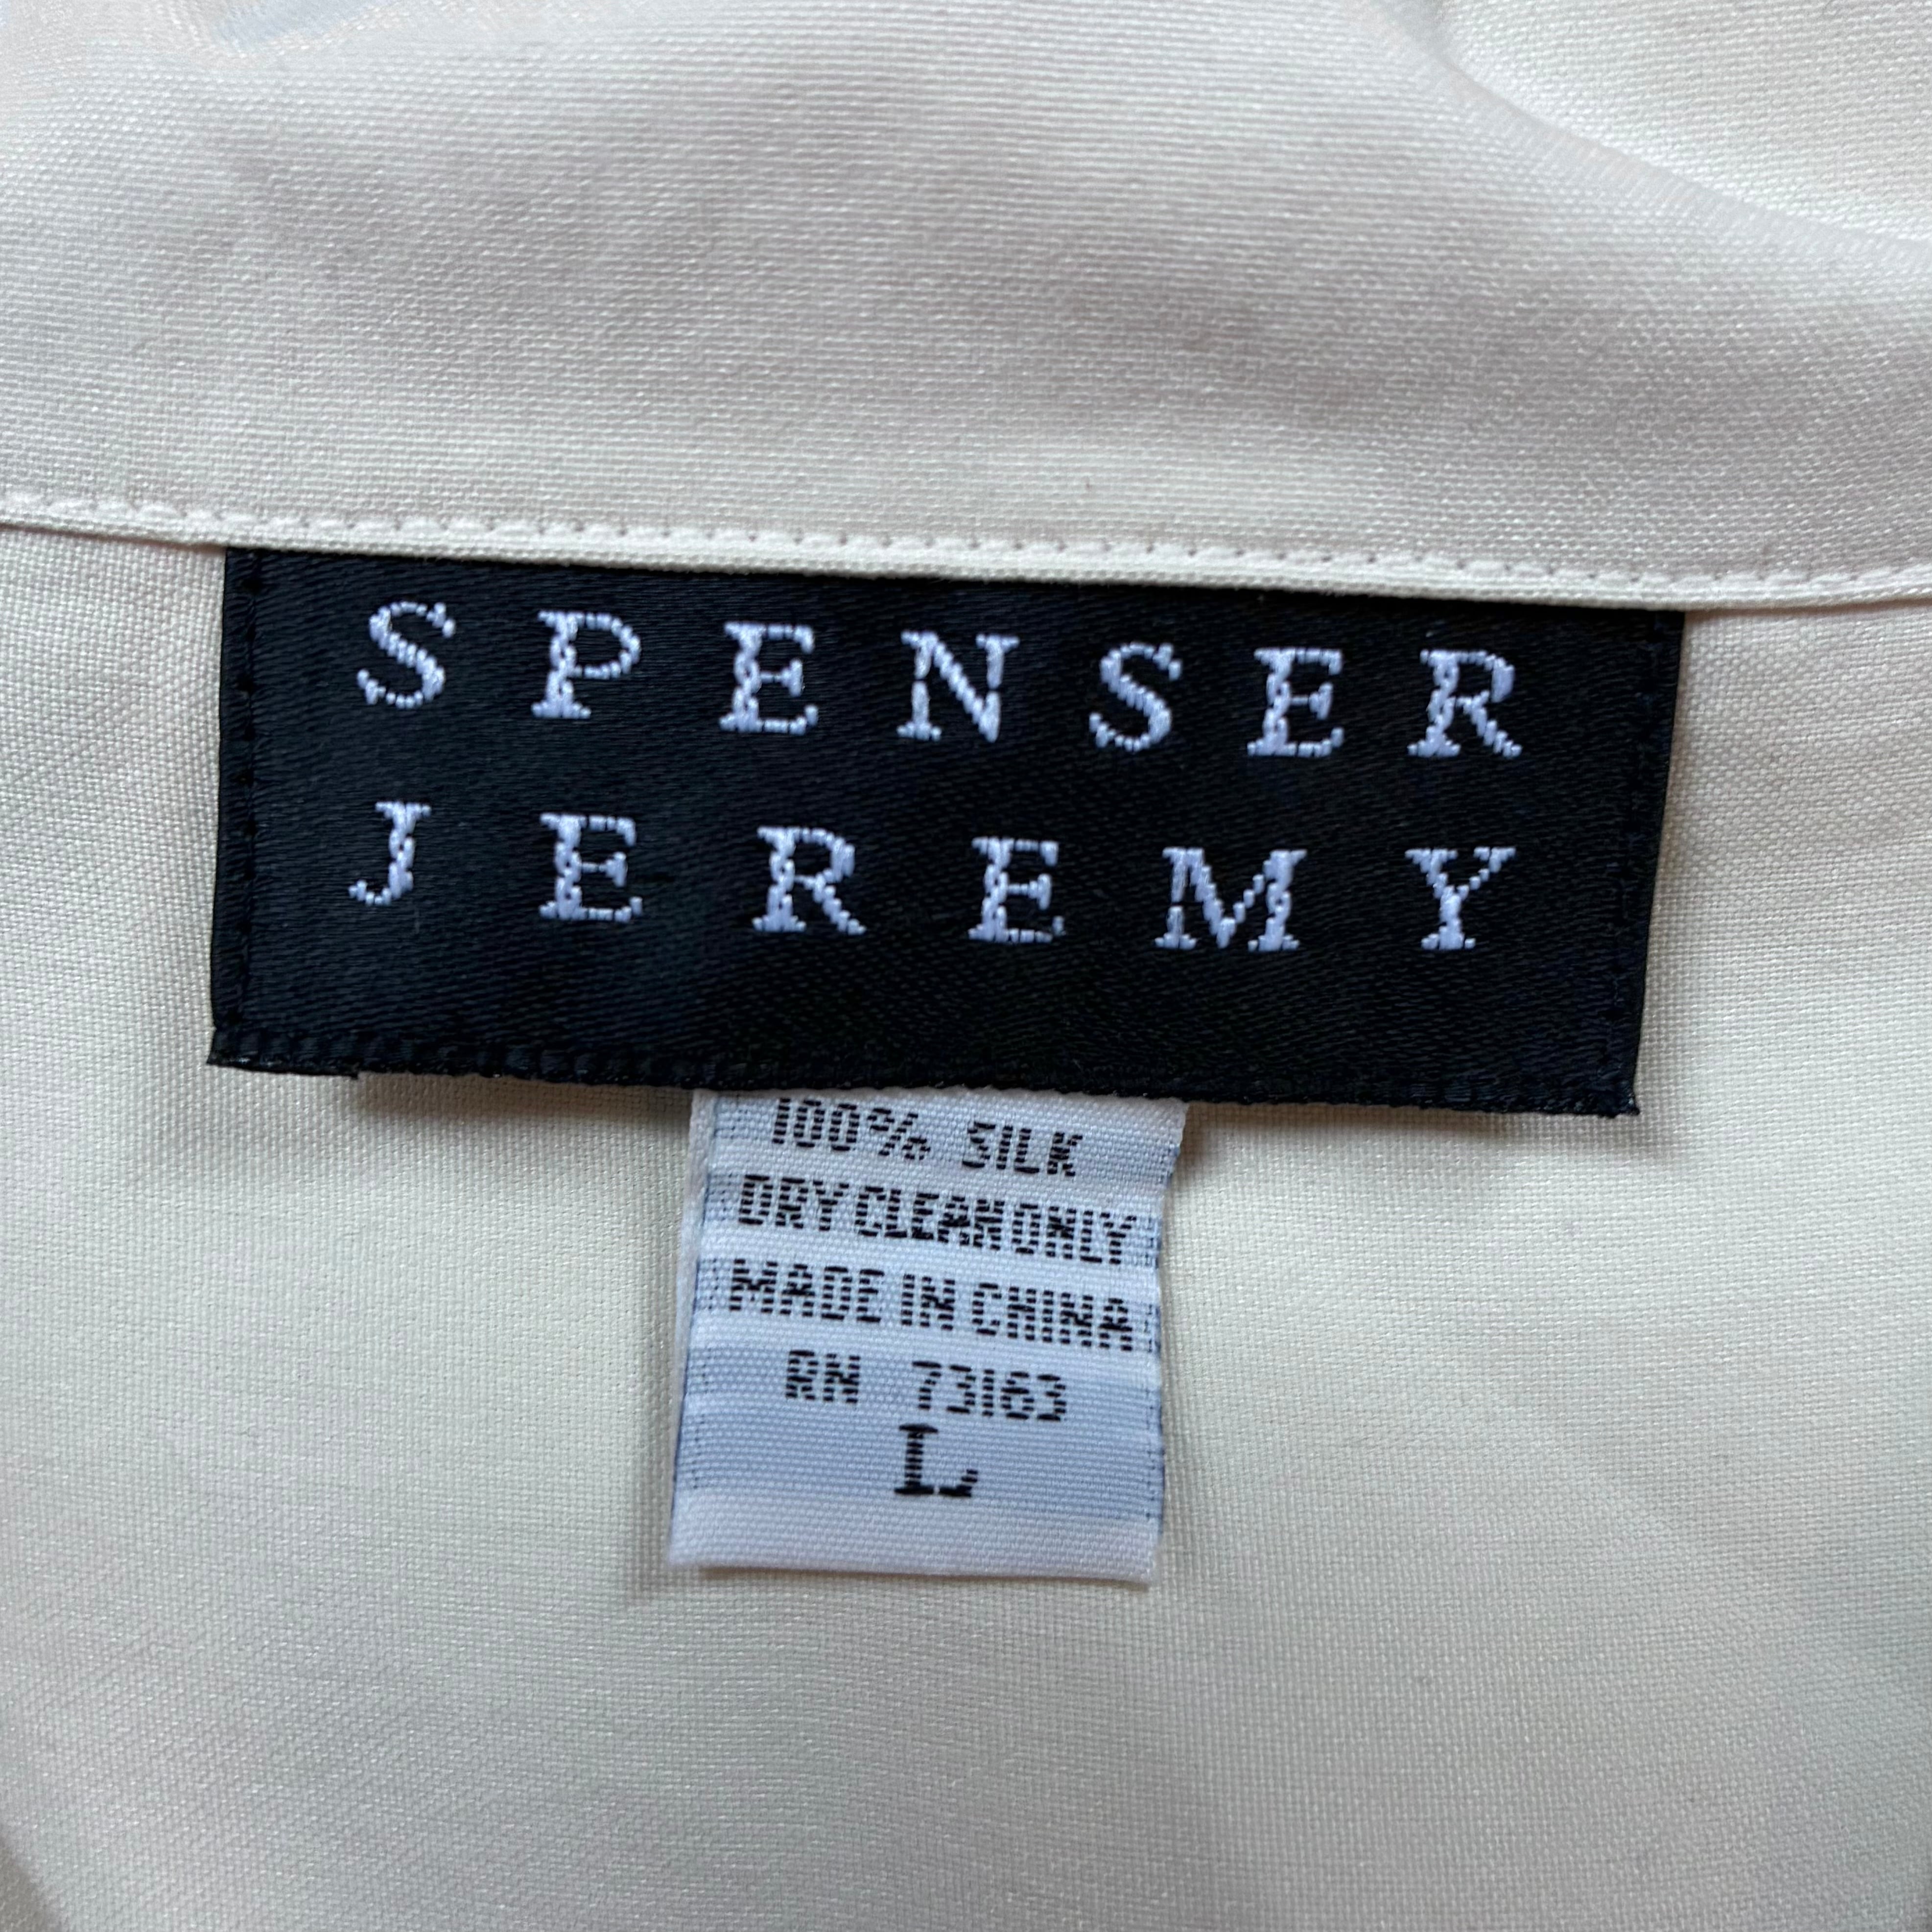 SPENSER
JEREMY
100% SILK
DRY CLEAN ONLY
MADE IN CHINA
RN 73163
L